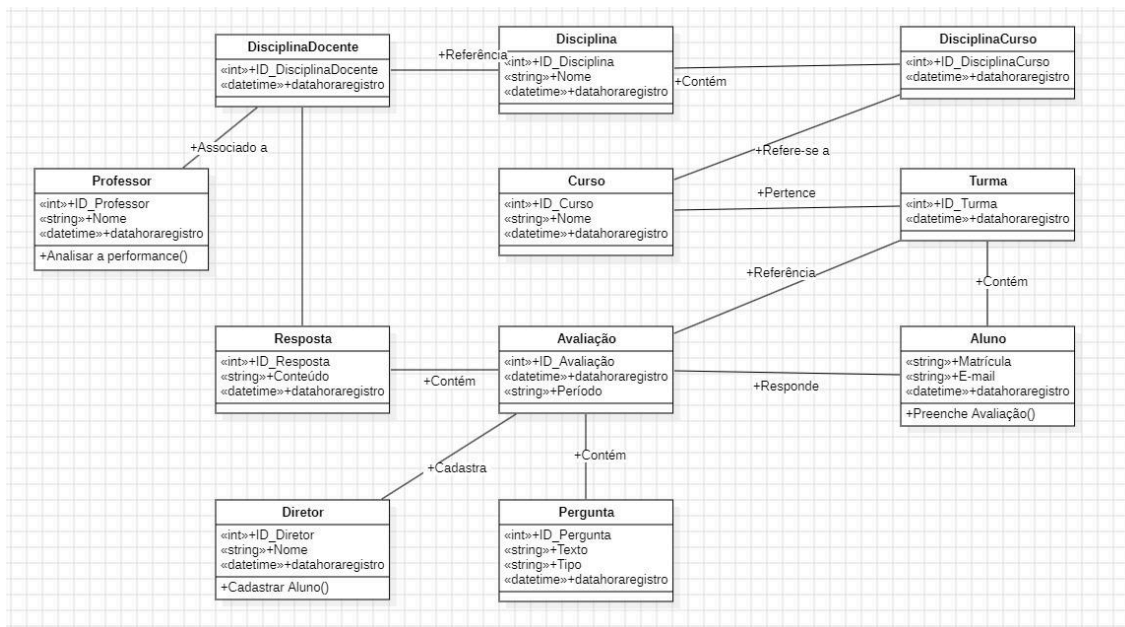 DisciplinaDocente
«int»+ID_DisciplinaDocente
«datetime»+datahoraregistro
+Referência
Disciplina
«int»+ID_Disciplina
«string»+Nome
«datetime»+datahoraregistro
+Contém
DisciplinaCurso
«int»+ID_DisciplinaCurso
«datetime»+datahoraregistro
+Associado a
+Refere-se a
Professor
«int»+ID_Professor
«string»+Nome
«datetime»+datahoraregistro
+Analisar a performance()
Curso
«int»+ID_Curso
«string»+Nome
«datetime»+datahoraregistro
+Pertence
Turma
«int»+ID_Turma
«datetime»+datahoraregistro
+Referência
+Contém
Resposta
«int»+ID_Resposta
«string»+Conteúdo
«datetime»+datahoraregistro
+Contém
Avaliação
«int»+ID_Avaliação
«datetime»+datahoraregistro
«string»+Período
+Responde
Aluno
«string»+Matrícula
«string»+E-mail
«datetime»+datahoraregistro
+Preenche Avaliação()
+Cadastra
+Contém
Diretor
«int»+ID_Diretor
«string»+Nome
«datetime»+datahoraregistro
+Cadastrar Aluno()
Pergunta
«int»+ID_Pergunta
«string»+Texto
«string»+Tipo
«datetime»+datahoraregistro